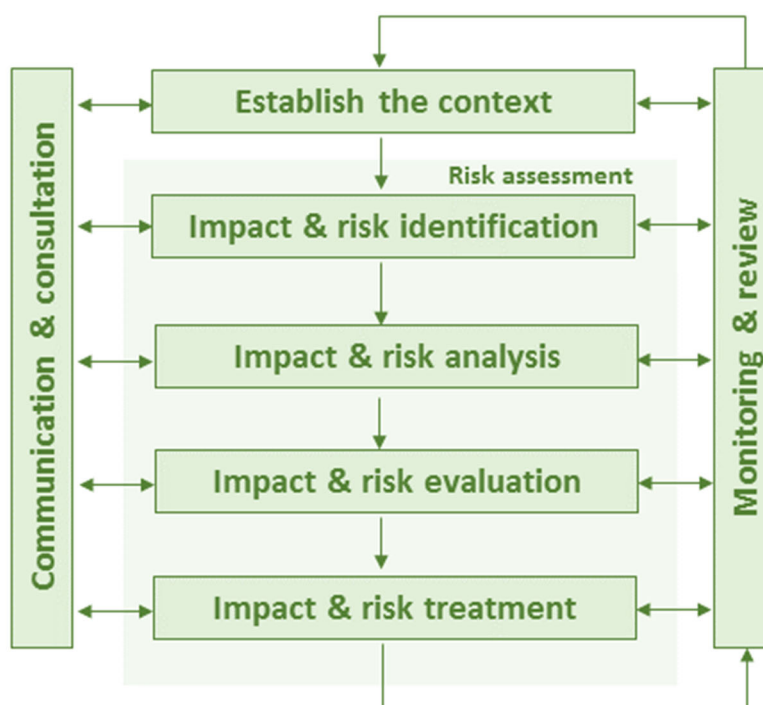 Establish the context
Risk assessment
Impact & risk identification
Impact & risk analysis
Impact & risk evaluation
Impact & risk treatment
Communication & consultation
Monitoring & review